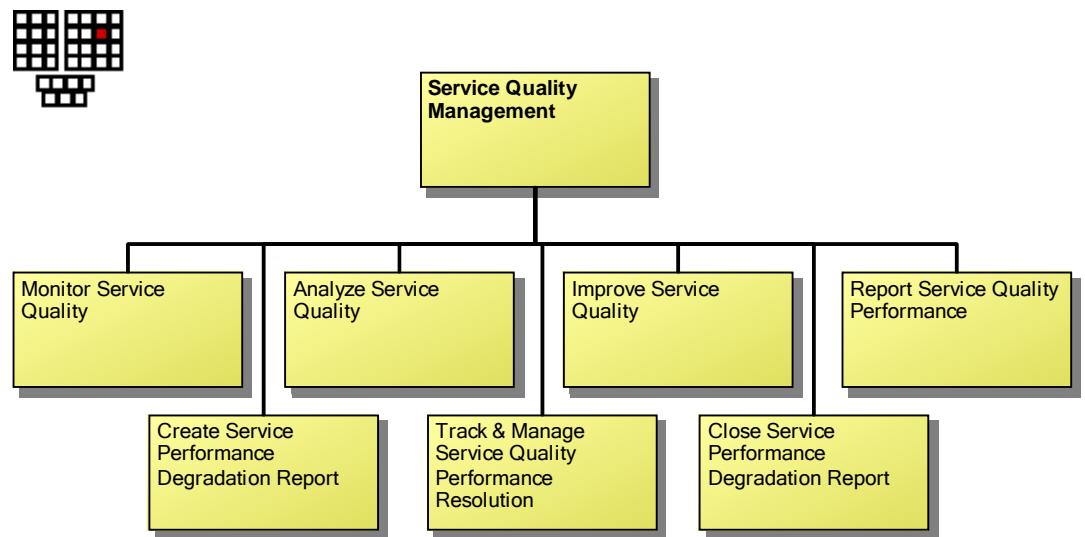 Service Quality
Management
Monitor Service
Quality
Analyze Service
Quality
Improve Service
Quality
Report Service Quality
Performance
Create Service
Performance
Degradation Report
Track & Manage
Service Quality
Performance
Resolution
Close Service
Performance
Degradation Report